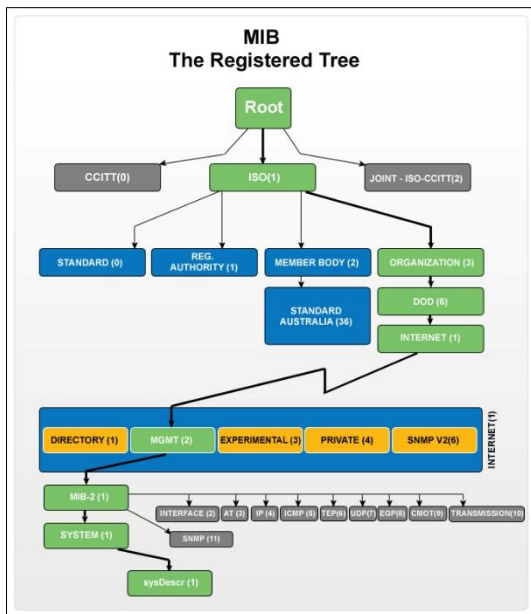 MIB
The Registered Tree
Root
CCITT(0)
ISO(1)
JOINT - ISO-CCITT(2)
STANDARD (0)
REG.
AUTHORITY (1)
MEMBER BODY (2)
ORGANIZATION (3)
STANDARD
AUSTRALIA (36)
DOD (6)
INTERNET (1)
DIRECTORY (1)
MGMT (2)
EXPERIMENTAL (3)
PRIVATE (4)
SNMP V2(6)
INTERNET(1)
MIB-2 (1)
INTERFACE (2)
AT (3)
IP (4)
ICMP (5)
TEP(6)
UDP(7)
EGP(8)
CMOT(9)
TRANSMISSION(10)
SYSTEM (1)
SNMP (11)
sysDescr (1)